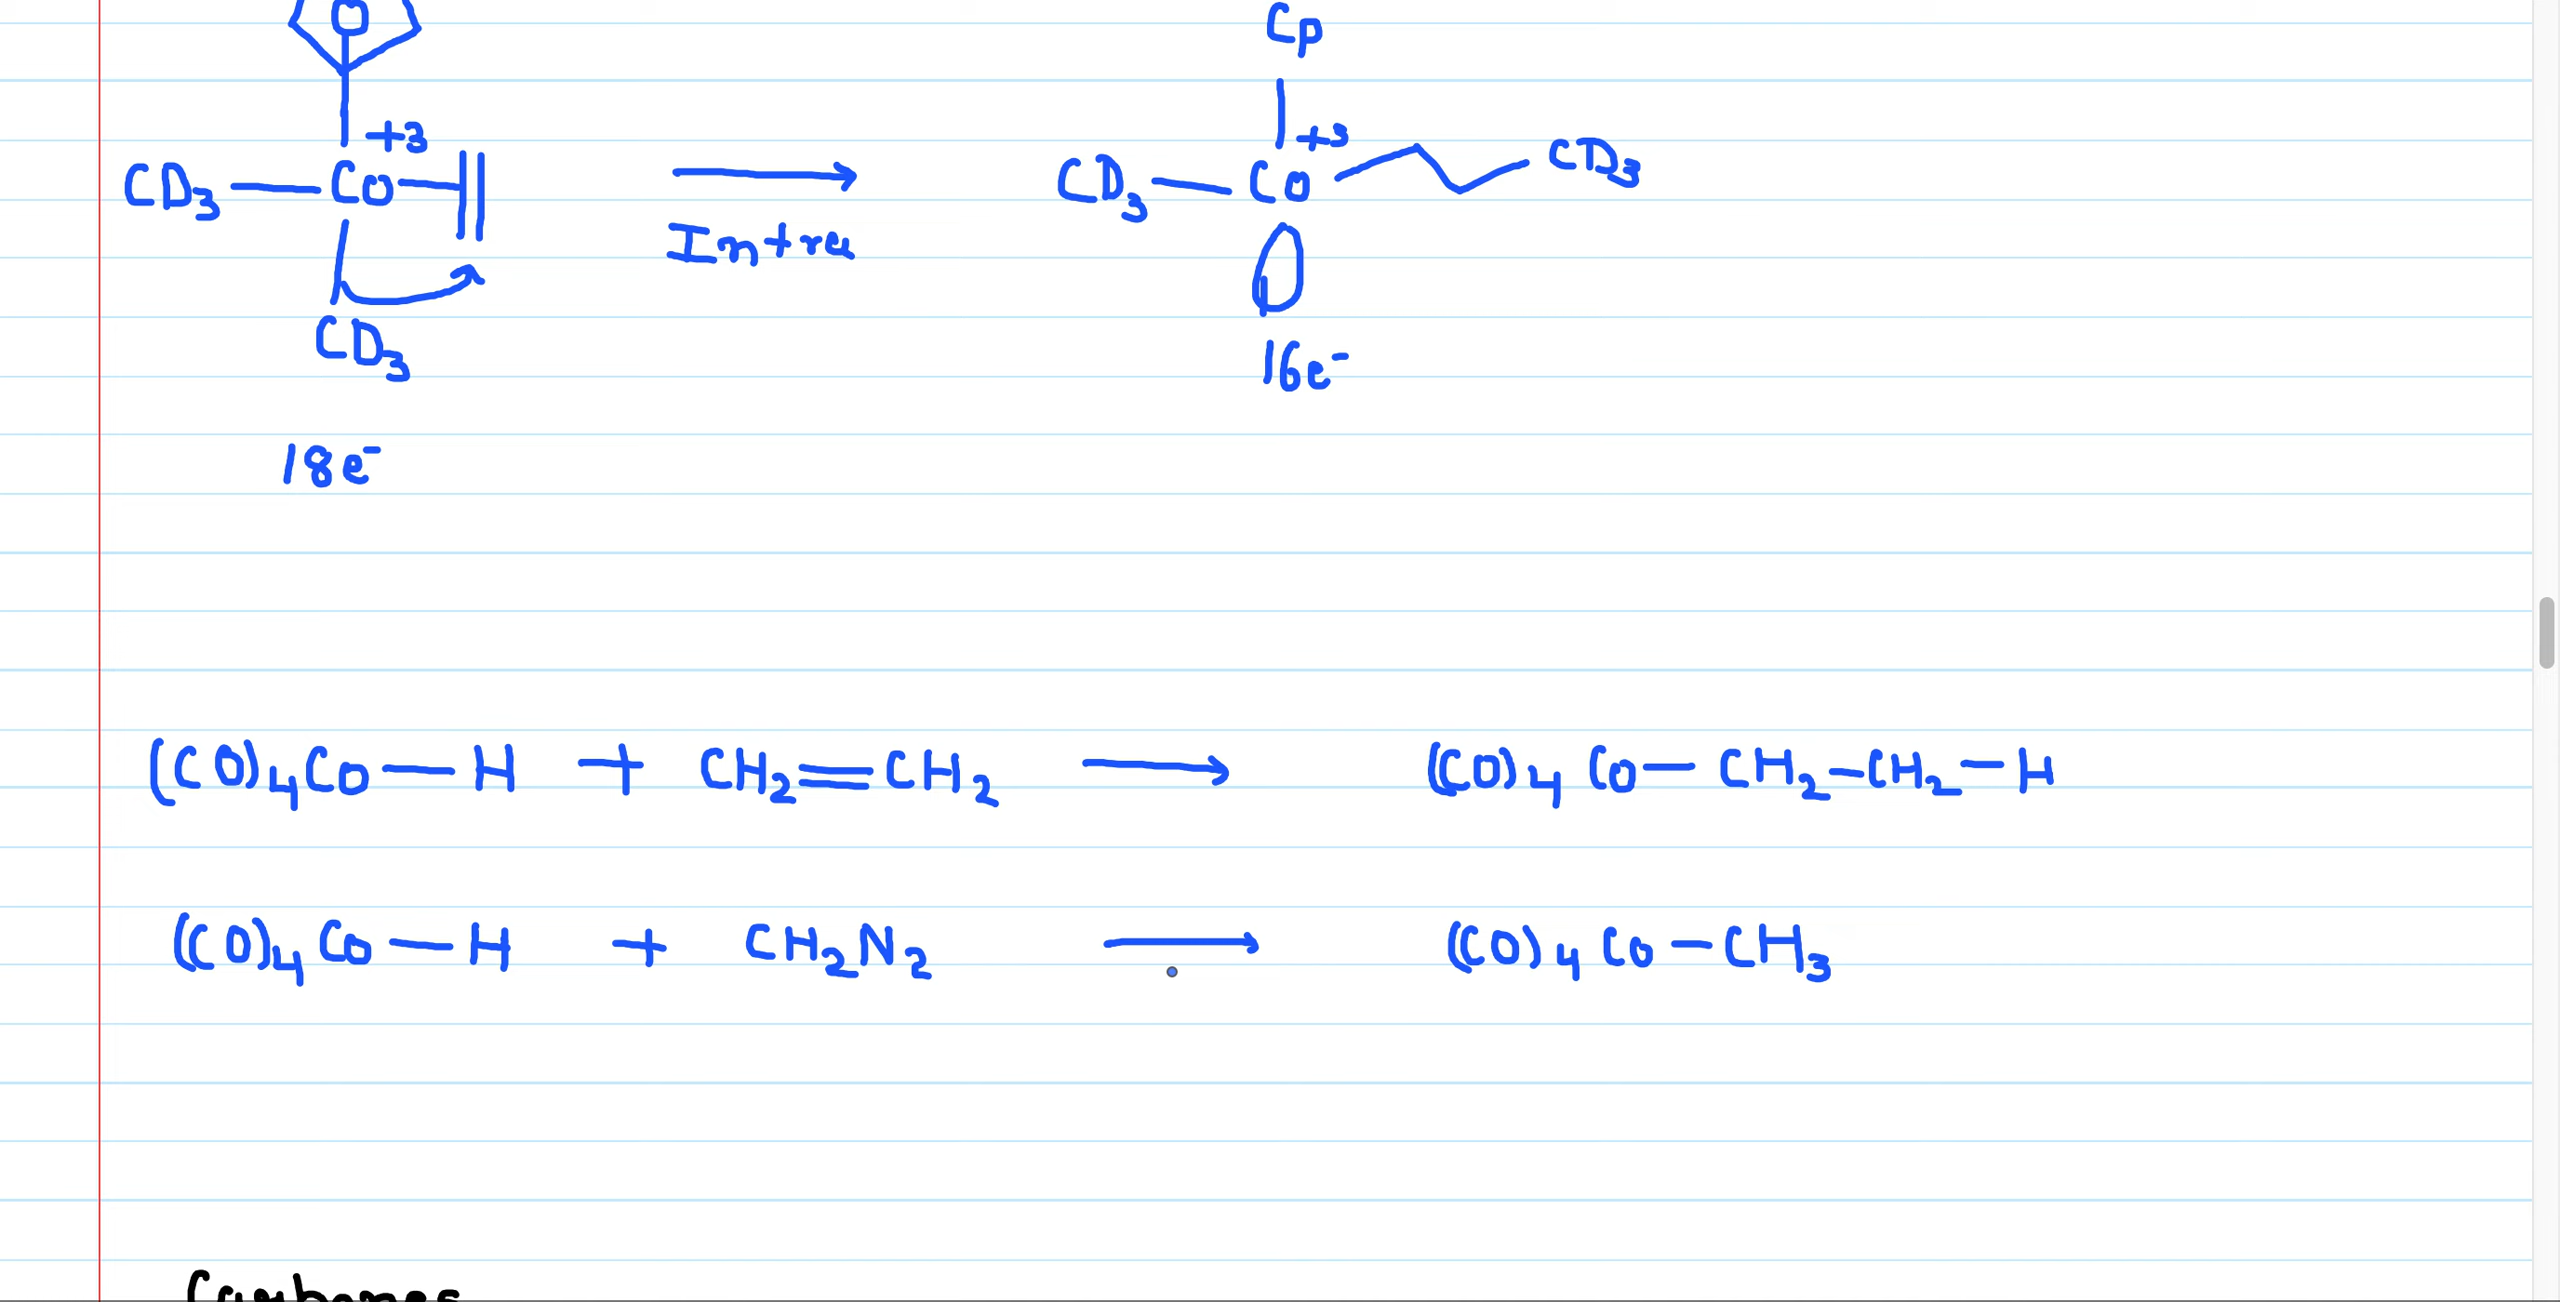 Cp
+3 +3
CD3 — Co — || ⟶ CD3 — Co CD3
Intra
CD3 16e⁻
18e⁻
(CO)4Co — H + CH2=CH2 ⟶ (CO)4Co — CH2—CH2—H
(CO)4Co — H + CH2N2 ⟶ (CO)4Co — CH3